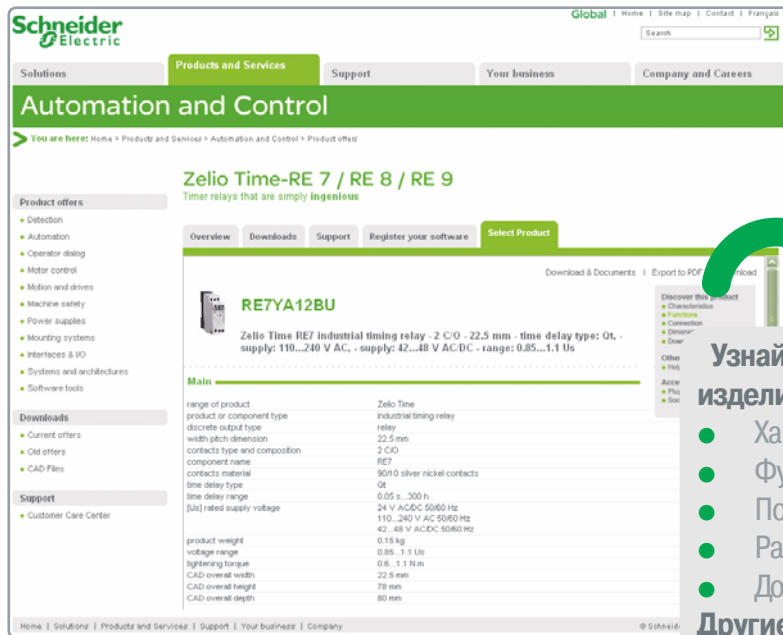 Schneider
Electric
Global | Home | Site map | Contact | Français
Search
Solutions
Products and Services
Support
Your business
Company and Careers
Automation and Control
You are here: Home > Products and Services > Automation and Control > Product offers
Product offers
Detection
Automation
Operator dialog
Motor control
Motion and drives
Machine safety
Power supplies
Mounting systems
Interfaces & I/O
Systems and architectures
Software tools
Downloads
Current offers
Old offers
CAD Files
Support
Customer Care Center
Zelio Time-RE 7 / RE 8 / RE 9
Timer relays that are simply ingenious
Overview
Downloads
Support
Register your software
Select Product
Download & Documents | Export to PDF
RE7YA12BU
Zelio Time RE7 industrial timing relay - 2 C/O - 22.5 mm - time delay type: Qt, -
supply: 110...240 V AC, - supply: 42...48 V AC/DC - range: 0.85...1.1 Us
Main
range of product Zelio Time
product or component type industrial timing relay
discrete output type relay
width pitch dimension 22.5 mm
contacts type and composition 2 C/O
component name RE7
contacts material 90/10 silver nickel contacts
time delay type Qt
time delay range 0.05 s...300 h
[Us] rated supply voltage 24 V AC/DC 50/60 Hz
110...240 V AC 50/60 Hz
42...48 V AC/DC 50/60 Hz
product weight 0.15 kg
voltage range 0.85...1.1 Us
tightening torque 0.6...1.1 N.m
CAD overall width 22.5 mm
CAD overall height 78 mm
CAD overall depth 80 mm
Discover this product
Characteristics
Functions
Connection
Узнай
издели
Ха
Фу
По
Ра
До
Другие
Home | Solutions | Products and Services | Support | Your business | Company